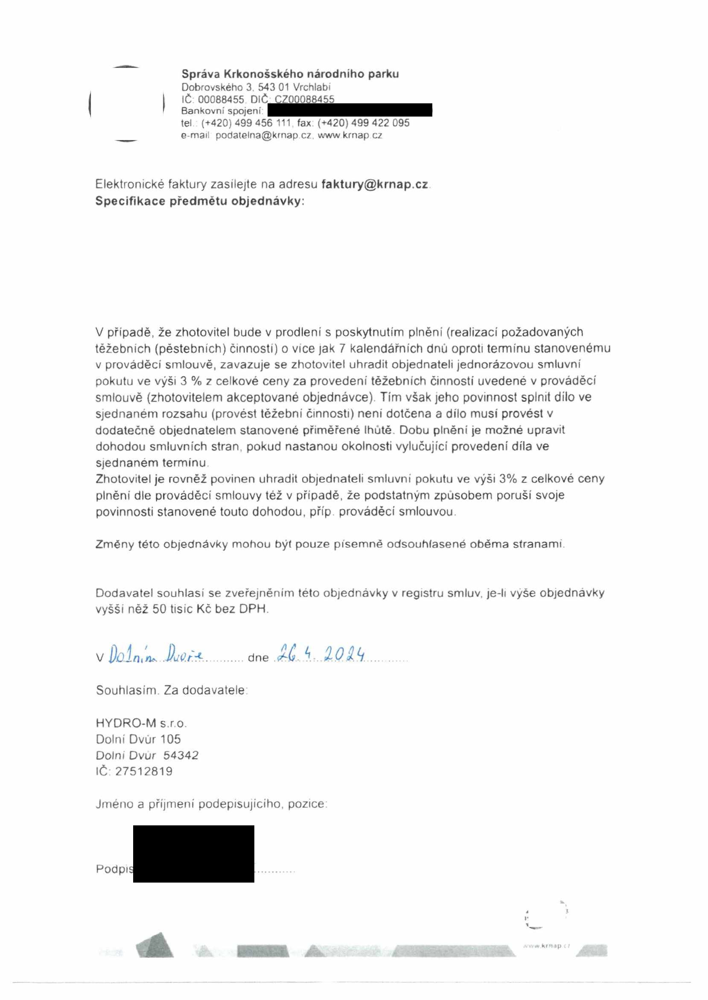 Správa Krkonošského národního parku
Dobrovského 3, 543 01 Vrchlabí
IČ: 00088455, DIČ: CZ00088455
Bankovní spojení:
tel.: (+420) 499 456 111, fax: (+420) 499 422 095
e-mail: podatelna@krnap.cz, www.krnap.cz
Elektronické faktury zasílejte na adresu faktury@krnap.cz.
Specifikace předmětu objednávky:
V případě, že zhotovitel bude v prodlení s poskytnutím plnění (realizací požadovaných
těžebních (pěstebních) činností) o více jak 7 kalendářních dnů oproti termínu stanovenému
v prováděcí smlouvě, zavazuje se zhotovitel uhradit objednateli jednorázovou smluvní
pokutu ve výši 3 % z celkové ceny za provedení těžebních činností uvedené v prováděcí
smlouvě (zhotovitelem akceptované objednávce). Tím však jeho povinnost splnit dílo ve
sjednaném rozsahu (provést těžební činnosti) není dotčena a dílo musí provést v
dodatečně objednatelem stanovené přiměřené lhůtě. Dobu plnění je možné upravit
dohodou smluvních stran, pokud nastanou okolnosti vylučující provedení díla ve
sjednaném termínu.
Zhotovitel je rovněž povinen uhradit objednateli smluvní pokutu ve výši 3% z celkové ceny
plnění dle prováděcí smlouvy též v případě, že podstatným způsobem poruší svoje
povinnosti stanovené touto dohodou, příp. prováděcí smlouvou.
Změny této objednávky mohou být pouze písemně odsouhlasené oběma stranami.
Dodavatel souhlasí se zveřejněním této objednávky v registru smluv, je-li výše objednávky
vyšší něž 50 tisíc Kč bez DPH.
V Dolním Dvoře dne 26.4.2024
Souhlasím. Za dodavatele:
HYDRO-M s.r.o.
Dolní Dvůr 105
Dolní Dvůr 54342
IČ: 27512819
Jméno a příjmení podepisujícího, pozice:
Podpis
www.krnap.cz